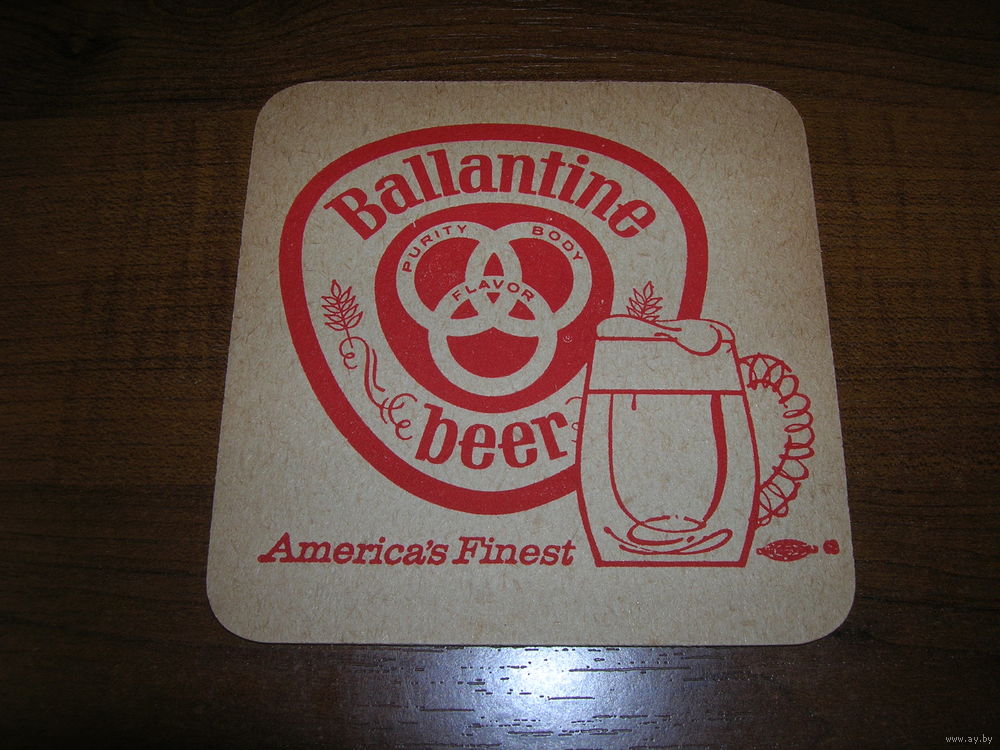 Ballantine
PURITY
BODY
FLAVOR
®
beer
America's Finest
www.ay.by